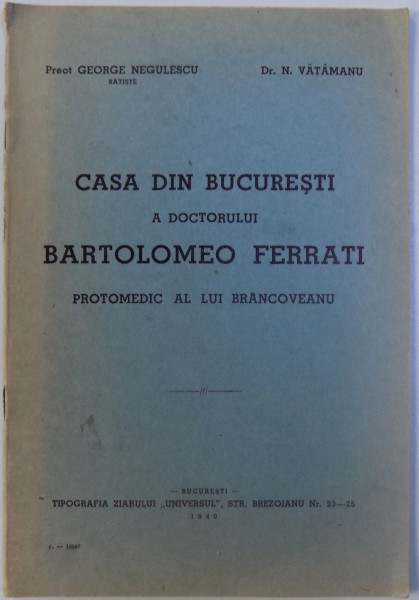 Preot GEORGE NEGULESCU Dr. N. VĂTĂMANU
BATIȘTE
CASA DIN BUCUREȘTI
A DOCTORULUI
BARTOLOMEO FERRATI
PROTOMEDIC AL LUI BRÂNCOVEANU
— BUCUREȘTI —
TIPOGRAFIA ZIARULUI „UNIVERSUL", STR. BREZOIANU Nr. 23—25
1940